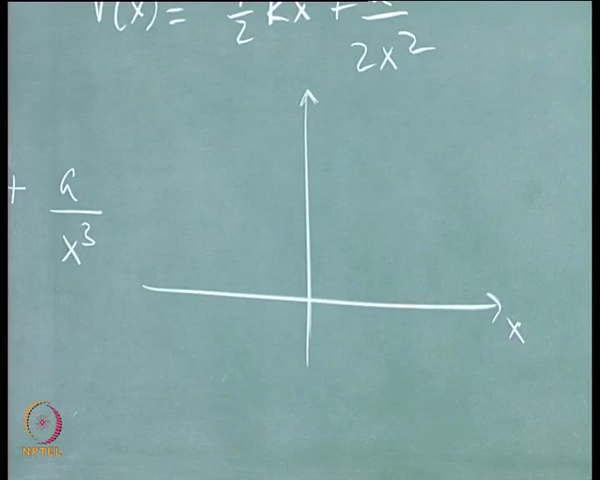 V(x) = 1/2 kx +
2x²
+ a/x³
x
NPTEL